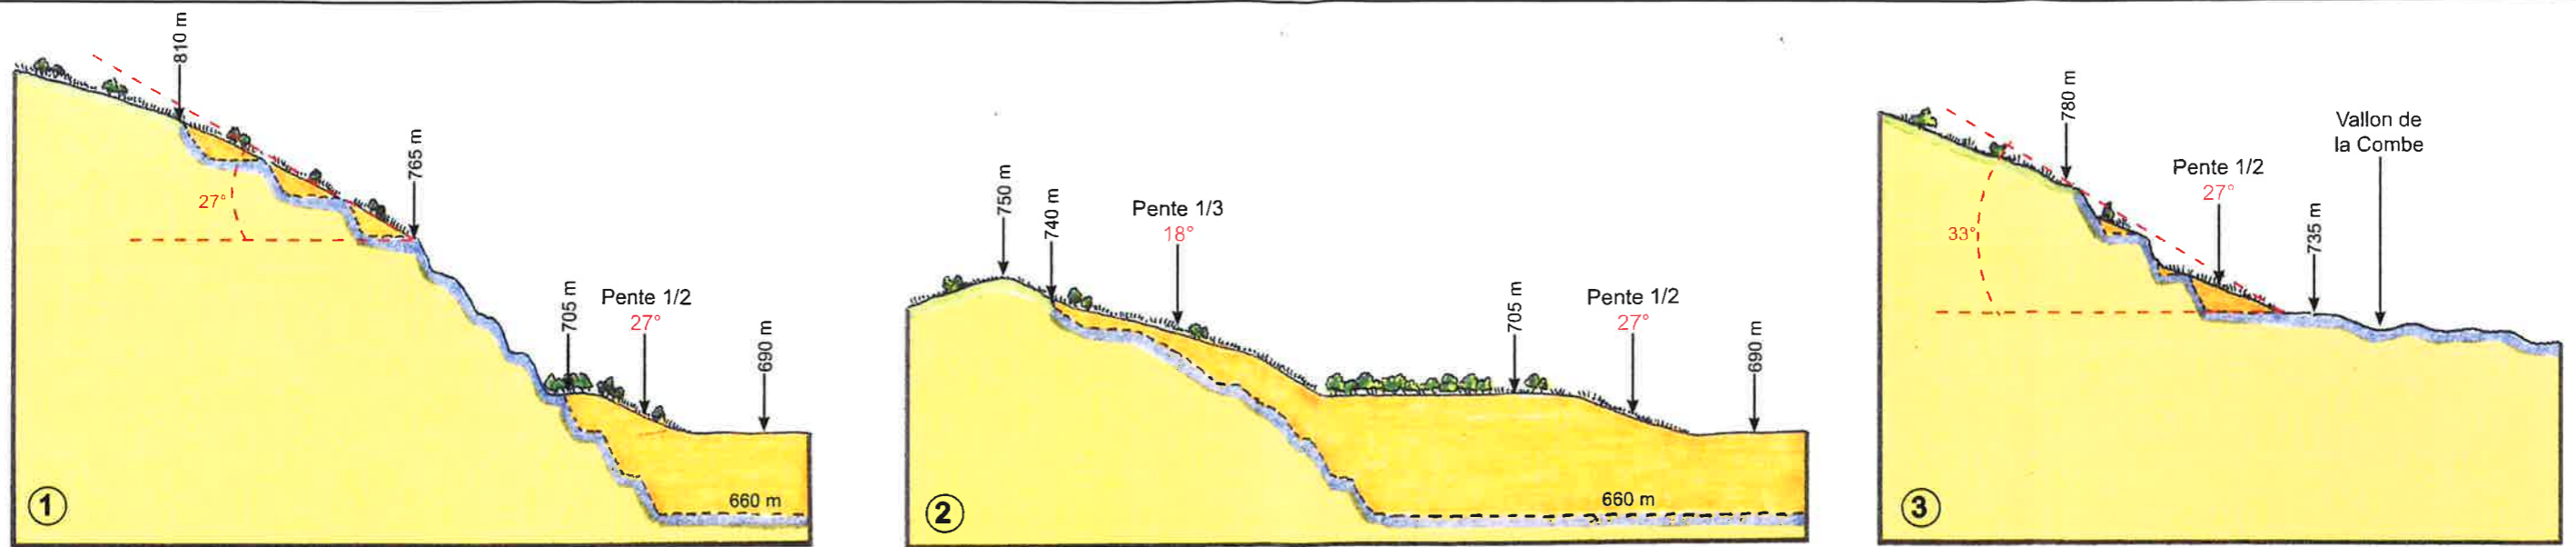 810 m
27°
765 m
705 m
Pente 1/2
27°
690 m
660 m
1
750 m
740 m
Pente 1/3
18°
705 m
Pente 1/2
27°
690 m
660 m
2
33°
780 m
Pente 1/2
27°
735 m
Vallon de
la Combe
3